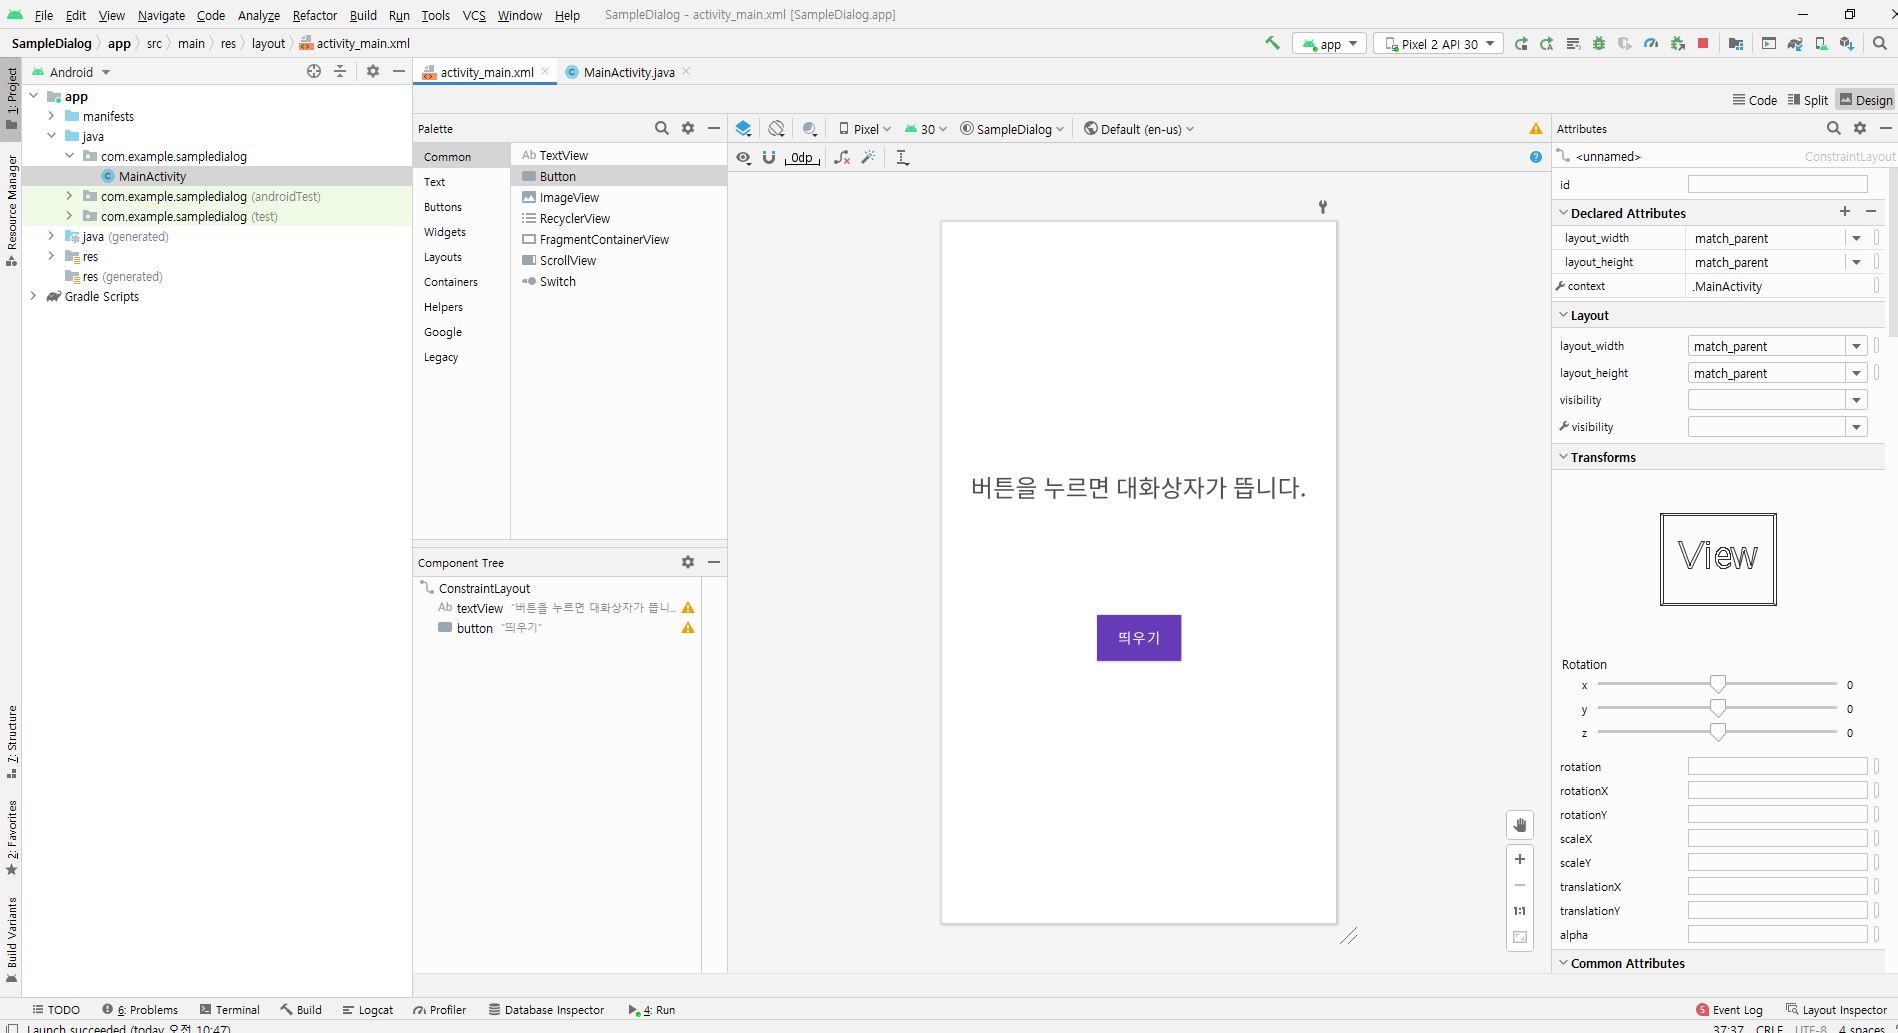 File Edit View Navigate Code Analyze Refactor Build Run Tools VCS Window Help SampleDialog - activity_main.xml [SampleDialog.app]
SampleDialog app src main res layout activity_main.xml
app Pixel 2 API 30
1: Project
Resource Manager
7: Structure
2: Favorites
Build Variants
Android
app
manifests
java
com.example.sampledialog
MainActivity
com.example.sampledialog (androidTest)
com.example.sampledialog (test)
java (generated)
res
res (generated)
Gradle Scripts
activity_main.xml MainActivity.java
Code Split Design
Palette
Common
Text
Buttons
Widgets
Layouts
Containers
Helpers
Google
Legacy
Ab TextView
Button
ImageView
RecyclerView
FragmentContainerView
ScrollView
Switch
Component Tree
ConstraintLayout
Ab textView "버튼을 누르면 대화상자가 뜹니...
button "띄우기"
Pixel 30 SampleDialog Default (en-us)
0dp
버튼을 누르면 대화상자가 뜹니다.
띄우기
1:1
Attributes
<unnamed> ConstraintLayout
id
Declared Attributes
layout_width match_parent
layout_height match_parent
context .MainActivity
Layout
layout_width match_parent
layout_height match_parent
visibility
visibility
Transforms
View
Rotation
x 0
y 0
z 0
rotation
rotationX
rotationY
scaleX
scaleY
translationX
translationY
alpha
Common Attributes
TODO 6: Problems Terminal Build Logcat Profiler Database Inspector 4: Run 5 Event Log Layout Inspector
Launch succeeded (today 오전 10:47) 37:37 CRLF UTF-8 4 spaces